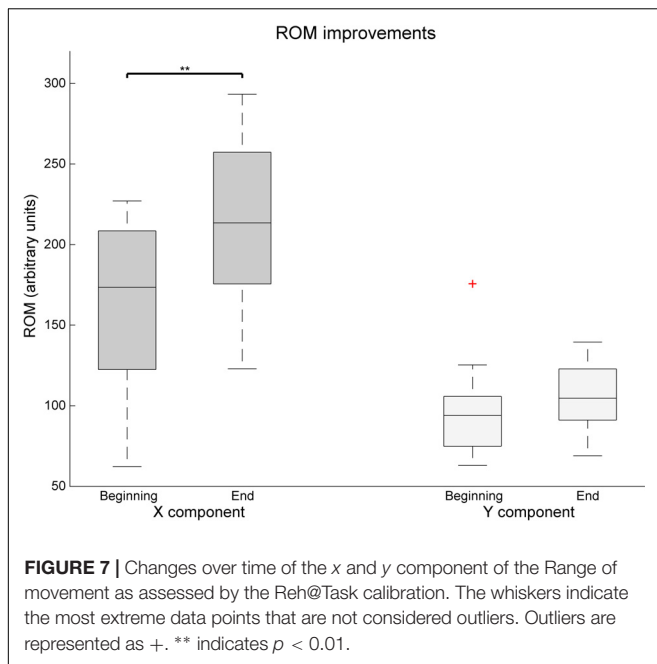 ROM improvements
**
300
250
200
150
100
50
ROM (arbitrary units)
+
Beginning End Beginning End
X component Y component
FIGURE 7 | Changes over time of the x and y component of the Range of
movement as assessed by the Reh@Task calibration. The whiskers indicate
the most extreme data points that are not considered outliers. Outliers are
represented as +. ** indicates p < 0.01.